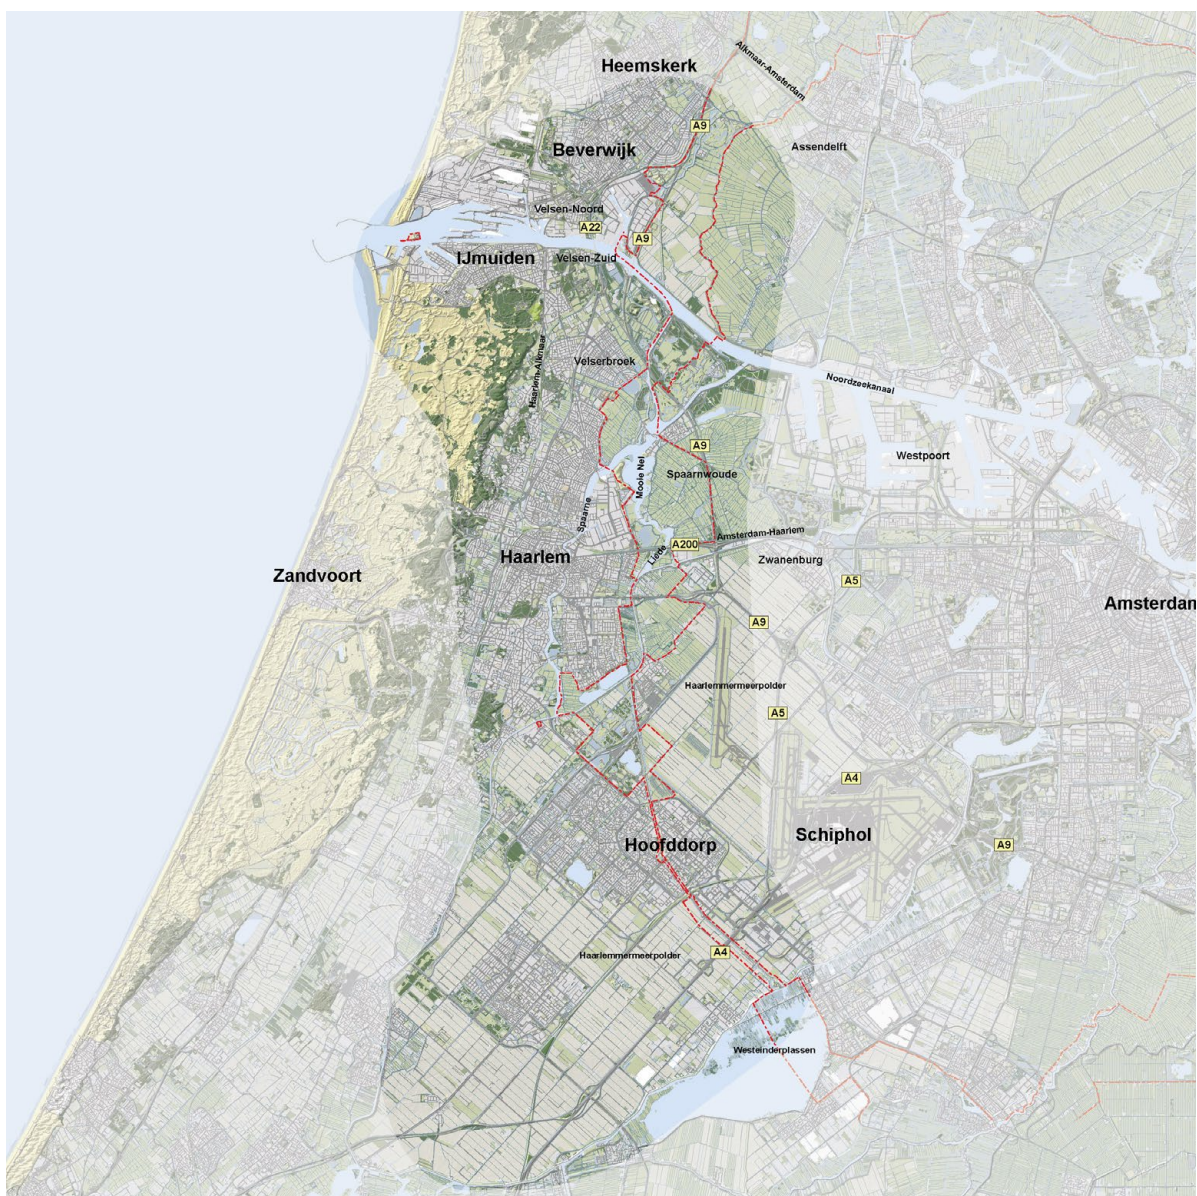 Heemskerk
Alkmaar-Amsterdam
A9
Assendelft
Beverwijk
Velsen-Noord
A22
A9
IJmuiden
Velsen-Zuid
Haarlem-Alkmaar
Velserbroek
Noordzeekanaal
A9
Westpoort
Mooie Nel
Spaarnwoude
Spaarne
Amsterdam-Haarlem
A200
Liede
Haarlem
Zwanenburg
Zandvoort
A5
Amsterdam
A9
Haarlemmermeerpolder
A5
A4
Schiphol
Hoofddorp
A9
Haarlemmermeerpolder
A4
Westeinderplassen